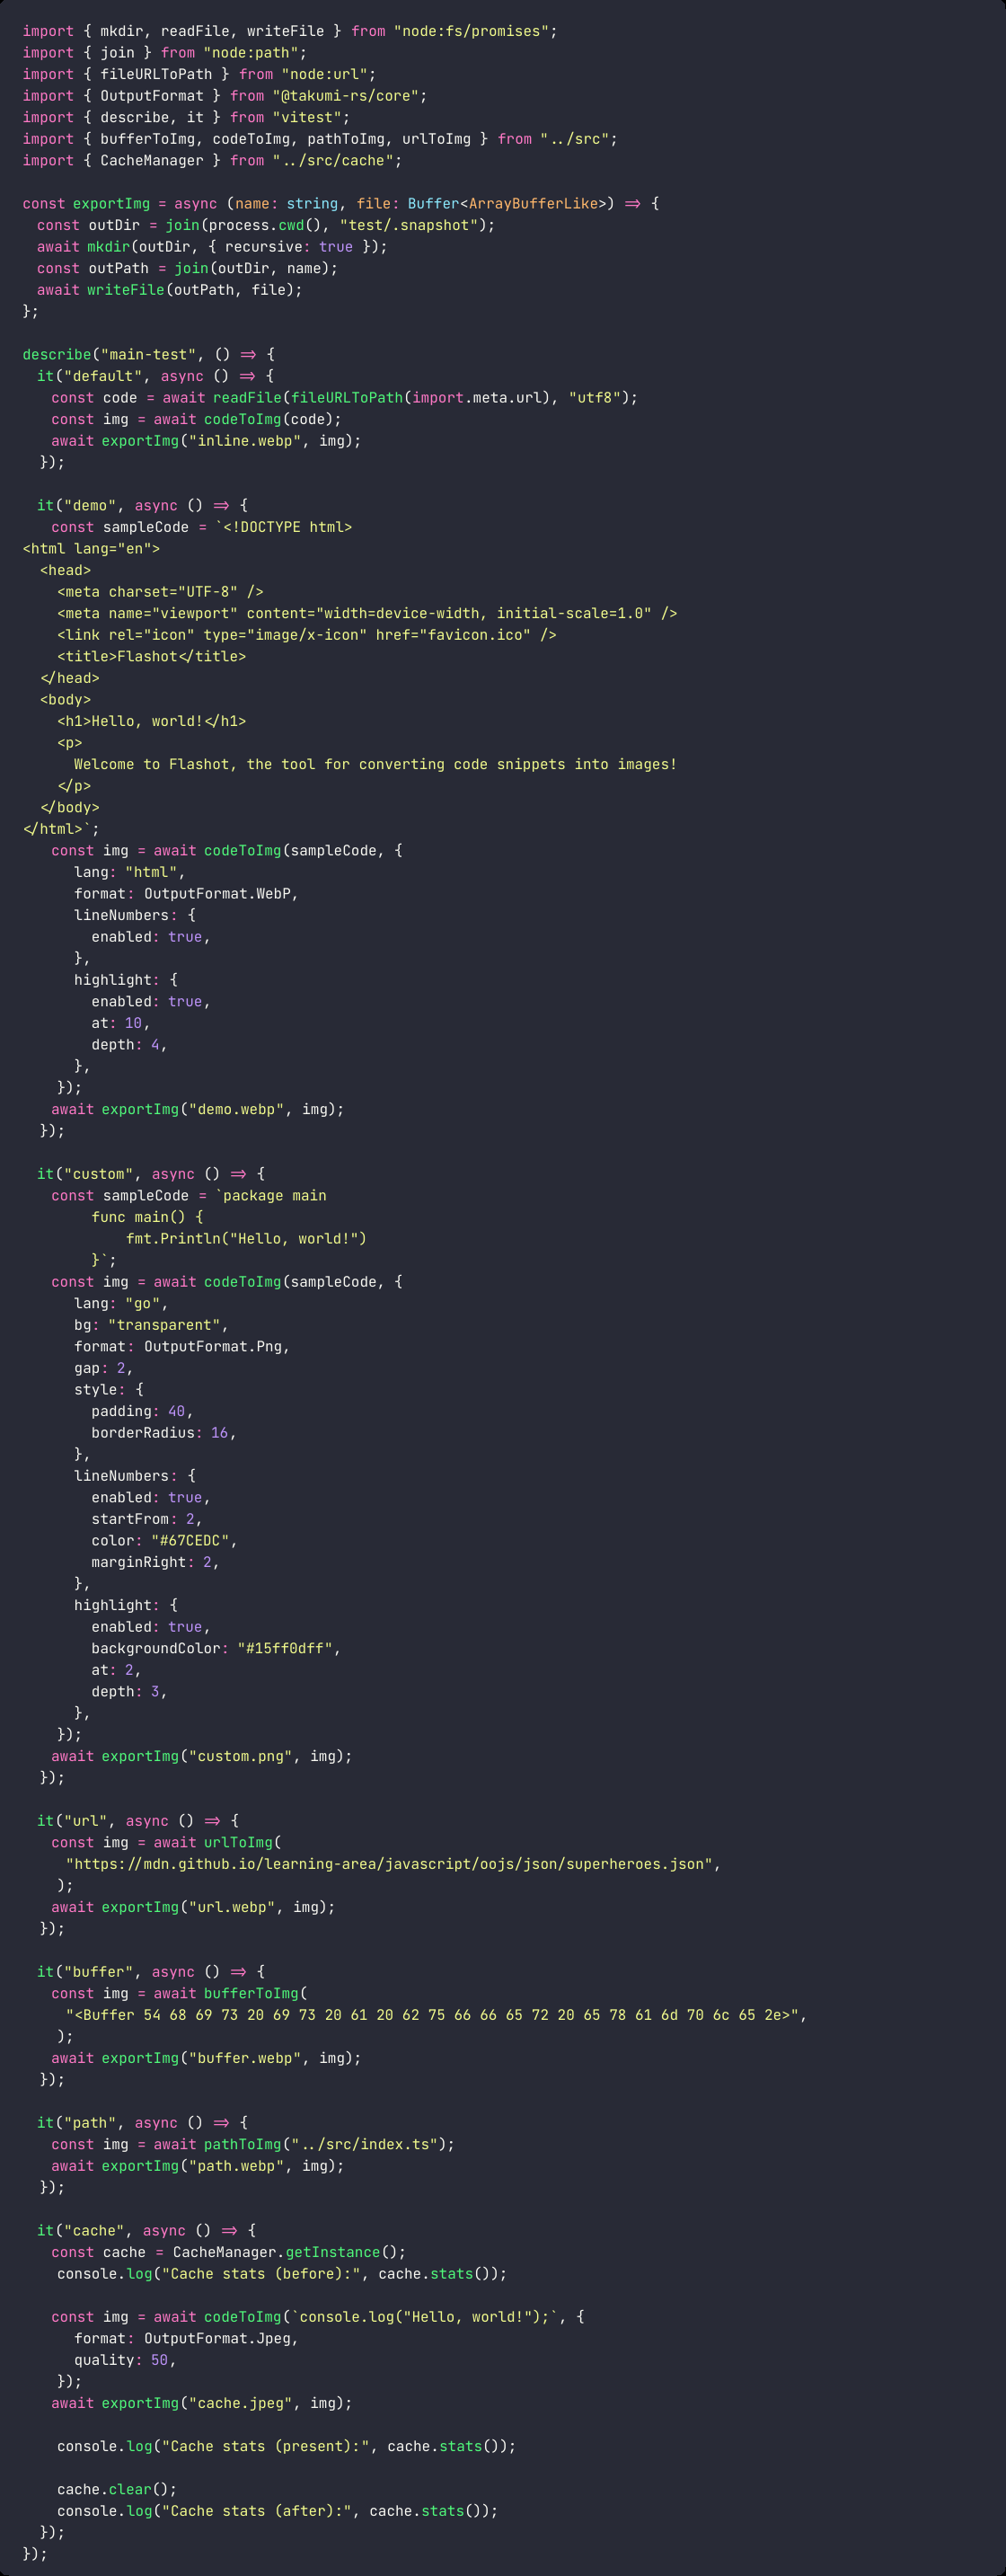 import { mkdir, readFile, writeFile } from "node:fs/promises";
import { join } from "node:path";
import { fileURLToPath } from "node:url";
import { OutputFormat } from "@takumi-rs/core";
import { describe, it } from "vitest";
import { bufferToImg, codeToImg, pathToImg, urlToImg } from "../src";
import { CacheManager } from "../src/cache";

const exportImg = async (name: string, file: Buffer<ArrayBufferLike>) => {
  const outDir = join(process.cwd(), "test/.snapshot");
  await mkdir(outDir, { recursive: true });
  const outPath = join(outDir, name);
  await writeFile(outPath, file);
};

describe("main-test", () => {
  it("default", async () => {
    const code = await readFile(fileURLToPath(import.meta.url), "utf8");
    const img = await codeToImg(code);
    await exportImg("inline.webp", img);
  });

  it("demo", async () => {
    const sampleCode = `<!DOCTYPE html>
<html lang="en">
  <head>
    <meta charset="UTF-8" />
    <meta name="viewport" content="width=device-width, initial-scale=1.0" />
    <link rel="icon" type="image/x-icon" href="favicon.ico" />
    <title>Flashot</title>
  </head>
  <body>
    <h1>Hello, world!</h1>
    <p>
      Welcome to Flashot, the tool for converting code snippets into images!
    </p>
  </body>
</html>`;
    const img = await codeToImg(sampleCode, {
      lang: "html",
      format: OutputFormat.WebP,
      lineNumbers: {
        enabled: true,
      },
      highlight: {
        enabled: true,
        at: 10,
        depth: 4,
      },
    });
    await exportImg("demo.webp", img);
  });

  it("custom", async () => {
    const sampleCode = `package main
        func main() {
            fmt.Println("Hello, world!")
        }`;
    const img = await codeToImg(sampleCode, {
      lang: "go",
      bg: "transparent",
      format: OutputFormat.Png,
      gap: 2,
      style: {
        padding: 40,
        borderRadius: 16,
      },
      lineNumbers: {
        enabled: true,
        startFrom: 2,
        color: "#67CEDC",
        marginRight: 2,
      },
      highlight: {
        enabled: true,
        backgroundColor: "#15ff0dff",
        at: 2,
        depth: 3,
      },
    });
    await exportImg("custom.png", img);
  });

  it("url", async () => {
    const img = await urlToImg(
      "https://mdn.github.io/learning-area/javascript/oojs/json/superheroes.json",
    );
    await exportImg("url.webp", img);
  });

  it("buffer", async () => {
    const img = await bufferToImg(
      "<Buffer 54 68 69 73 20 69 73 20 61 20 62 75 66 66 65 72 20 65 78 61 6d 70 6c 65 2e>",
    );
    await exportImg("buffer.webp", img);
  });

  it("path", async () => {
    const img = await pathToImg("../src/index.ts");
    await exportImg("path.webp", img);
  });

  it("cache", async () => {
    const cache = CacheManager.getInstance();
    console.log("Cache stats (before):", cache.stats());

    const img = await codeToImg(`console.log("Hello, world!");`, {
      format: OutputFormat.Jpeg,
      quality: 50,
    });
    await exportImg("cache.jpeg", img);

    console.log("Cache stats (present):", cache.stats());

    cache.clear();
    console.log("Cache stats (after):", cache.stats());
  });
});